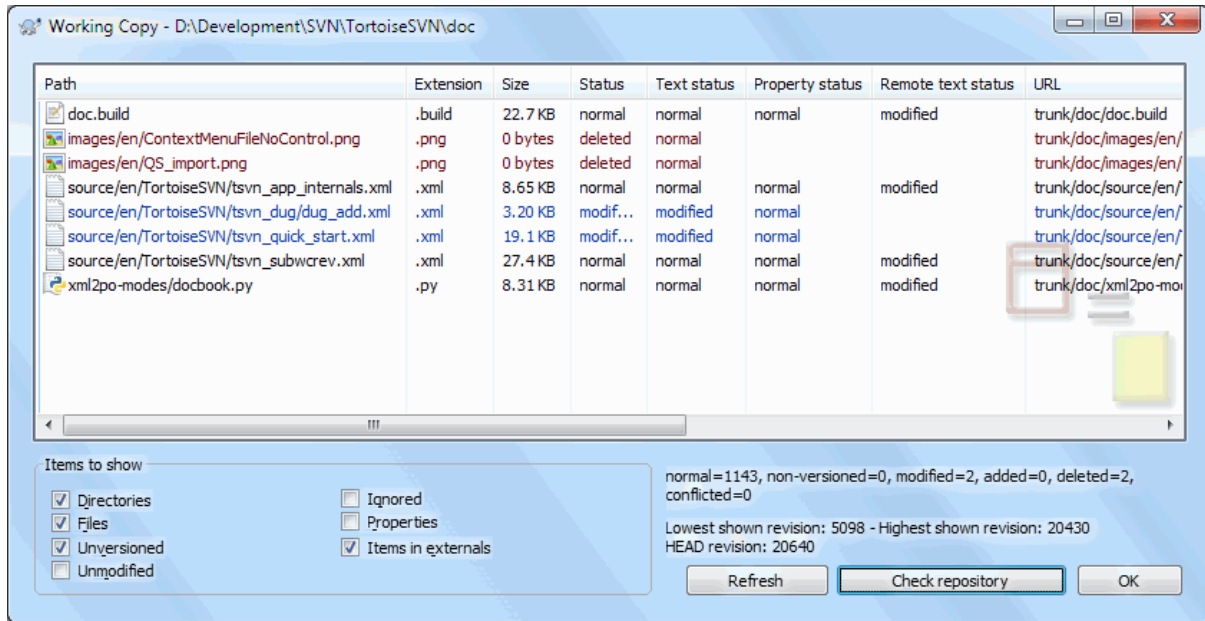 Working Copy - D:\Development\SVN\TortoiseSVN\doc
Path Extension Size Status Text status Property status Remote text status URL
doc.build .build 22.7 KB normal normal normal modified trunk/doc/doc.build
images/en/ContextMenuFileNoControl.png .png 0 bytes deleted normal trunk/doc/images/en/
images/en/QS_import.png .png 0 bytes deleted normal trunk/doc/images/en/
source/en/TortoiseSVN/tsvn_app_internals.xml .xml 8.65 KB normal normal normal modified trunk/doc/source/en/
source/en/TortoiseSVN/tsvn_dug/dug_add.xml .xml 3.20 KB modif... modified normal trunk/doc/source/en/
source/en/TortoiseSVN/tsvn_quick_start.xml .xml 19.1 KB modif... modified normal trunk/doc/source/en/
source/en/TortoiseSVN/tsvn_subwcrev.xml .xml 27.4 KB normal normal normal modified trunk/doc/source/en/
xml2po-modes/docbook.py .py 8.31 KB normal normal normal modified trunk/doc/xml2po-mo
Items to show
Directories Ignored
Files Properties
Unversioned Items in externals
Unmodified
normal=1143, non-versioned=0, modified=2, added=0, deleted=2,
conflicted=0
Lowest shown revision: 5098 - Highest shown revision: 20430
HEAD revision: 20640
Refresh Check repository OK